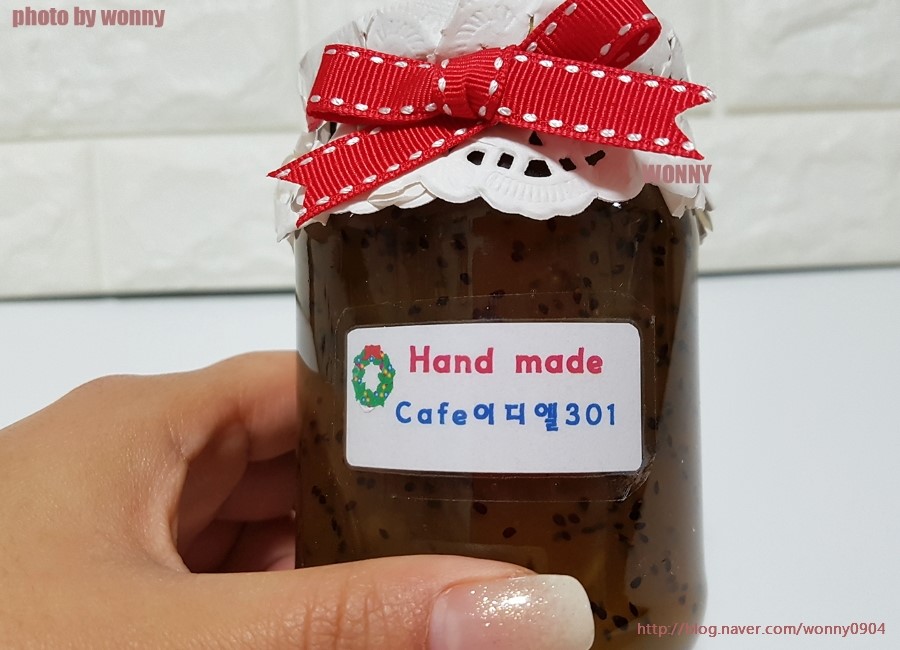 photo by wonny
WONNY
Hand made
Cafe이디엘301
http://blog.naver.com/wonny0904